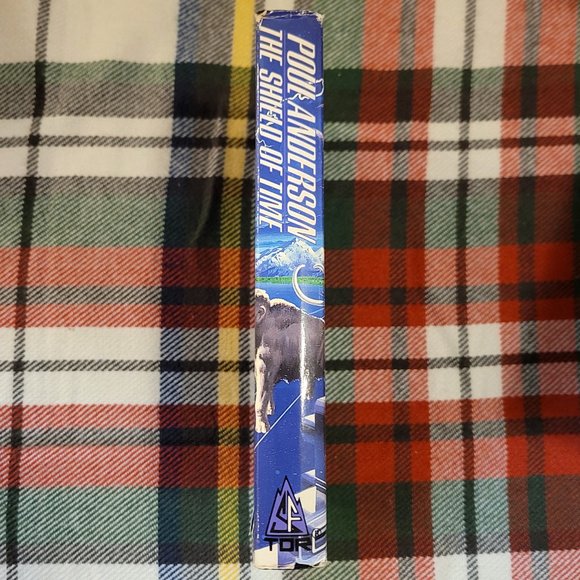 POUL ANDERSON
THE SHIELD OF TIME
SF
TOR